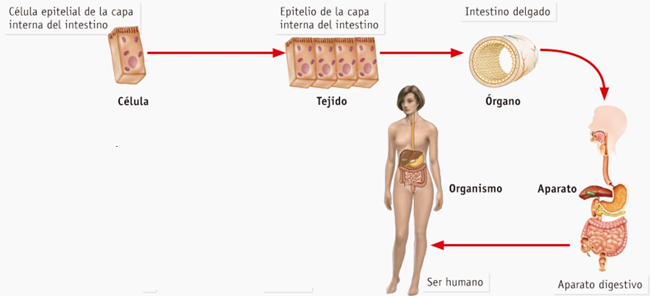 Célula epitelial de la capa
interna del intestino
Epitelio de la capa
interna del intestino
Intestino delgado
Célula
Tejido
Órgano
Organismo
Aparato
Ser humano
Aparato digestivo